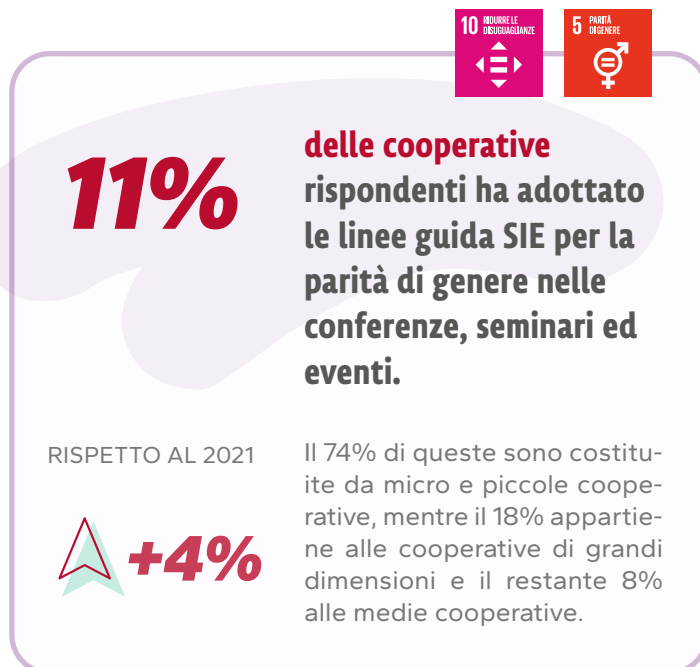 10 RIDURRE LE
DISUGUAGLIANZE
5 PARITÀ
DI GENERE
11%
delle cooperative
rispondenti ha adottato
le linee guida SIE per la
parità di genere nelle
conferenze, seminari ed
eventi.
RISPETTO AL 2021
+4%
Il 74% di queste sono costitu-
ite da micro e piccole coope-
rative, mentre il 18% appartie-
ne alle cooperative di grandi
dimensioni e il restante 8%
alle medie cooperative.